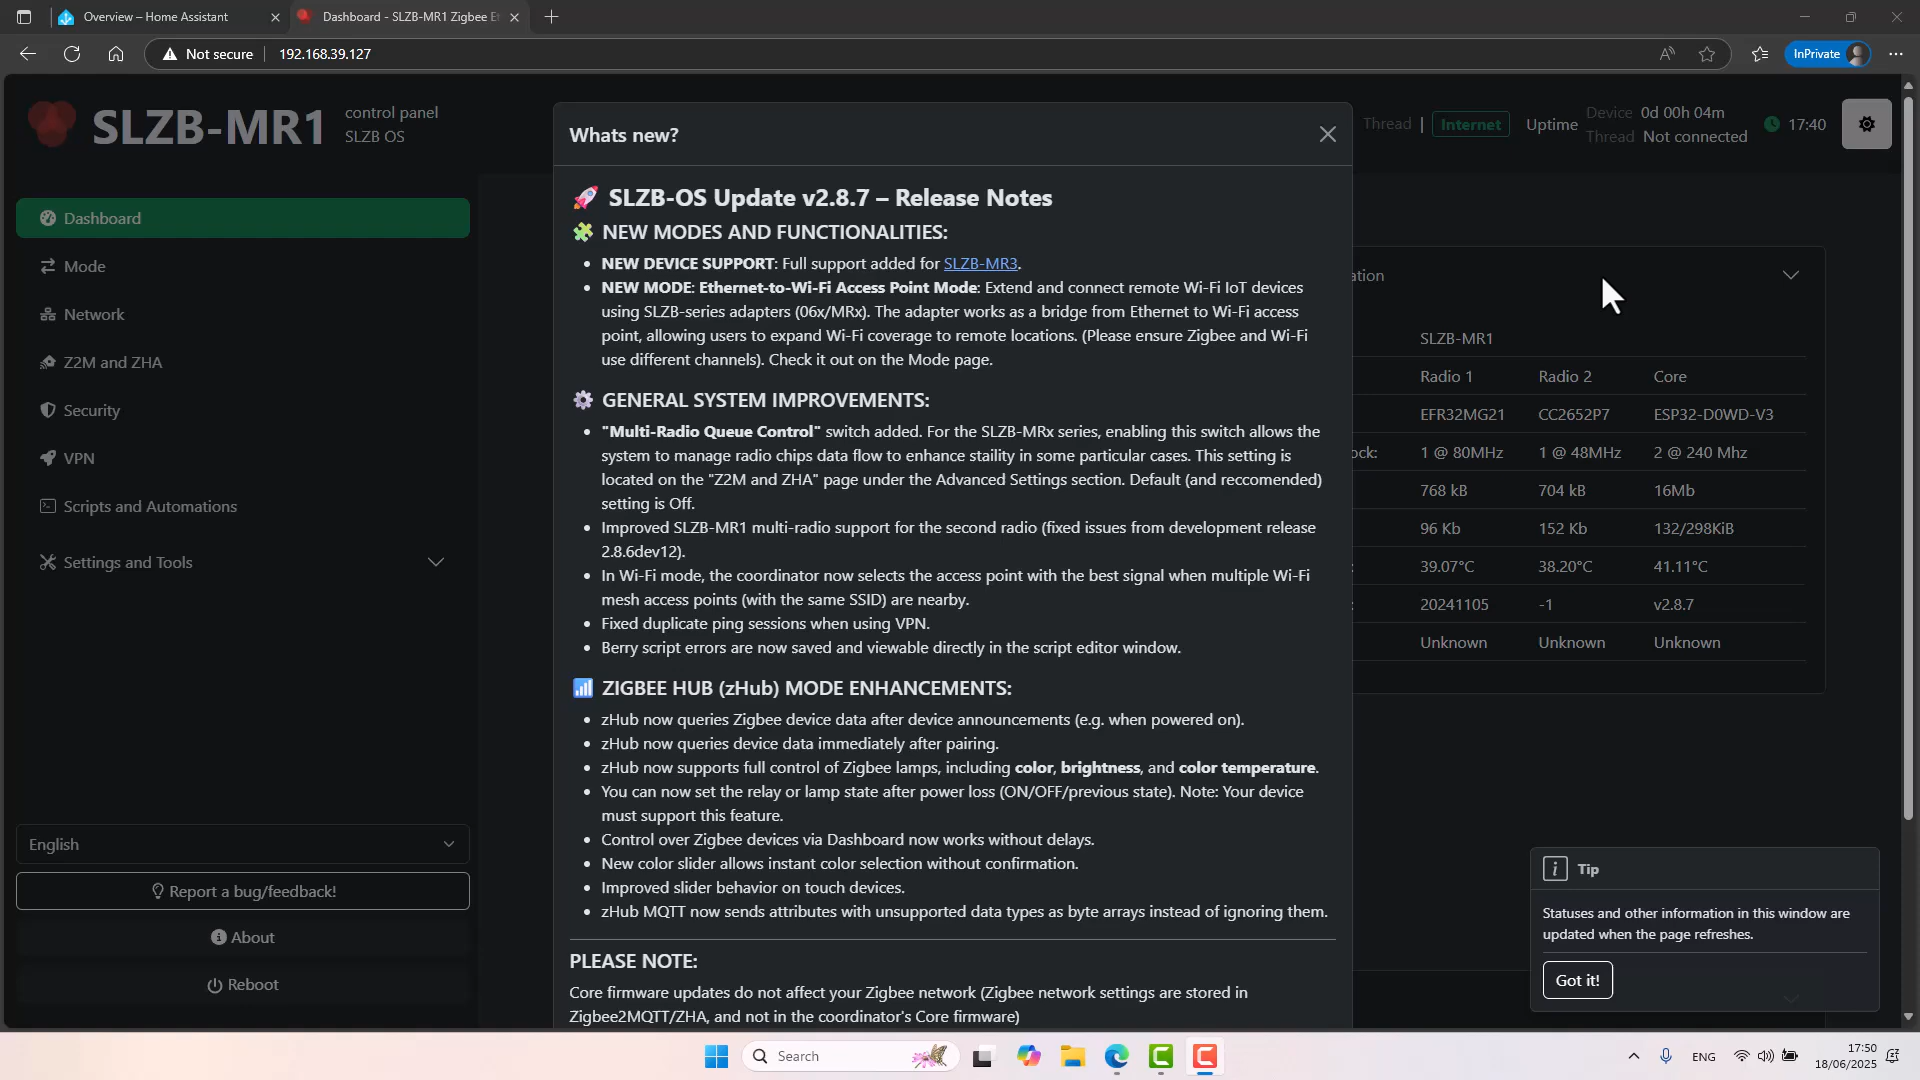 Overview – Home Assistant
Dashboard - SLZB-MR1 Zigbee Et
Not secure
192.168.39.127
InPrivate
SLZB-MR1
control panel
SLZB OS
Thread
Internet
Uptime
Device 0d 00h 04m
Thread Not connected
17:40
Dashboard
Mode
Network
Z2M and ZHA
Security
VPN
Scripts and Automations
Settings and Tools
English
Report a bug/feedback!
About
Reboot
Whats new?
SLZB-OS Update v2.8.7 – Release Notes
NEW MODES AND FUNCTIONALITIES:
NEW DEVICE SUPPORT: Full support added for SLZB-MR3.
NEW MODE: Ethernet-to-Wi-Fi Access Point Mode: Extend and connect remote Wi-Fi IoT devices
using SLZB-series adapters (06x/MRx). The adapter works as a bridge from Ethernet to Wi-Fi access
point, allowing users to expand Wi-Fi coverage to remote locations. (Please ensure Zigbee and Wi-Fi
use different channels). Check it out on the Mode page.
GENERAL SYSTEM IMPROVEMENTS:
"Multi-Radio Queue Control" switch added. For the SLZB-MRx series, enabling this switch allows the
system to manage radio chips data flow to enhance staility in some particular cases. This setting is
located on the "Z2M and ZHA" page under the Advanced Settings section. Default (and reccomended)
setting is Off.
Improved SLZB-MR1 multi-radio support for the second radio (fixed issues from development release
2.8.6dev12).
In Wi-Fi mode, the coordinator now selects the access point with the best signal when multiple Wi-Fi
mesh access points (with the same SSID) are nearby.
Fixed duplicate ping sessions when using VPN.
Berry script errors are now saved and viewable directly in the script editor window.
ZIGBEE HUB (zHub) MODE ENHANCEMENTS:
zHub now queries Zigbee device data after device announcements (e.g. when powered on).
zHub now queries device data immediately after pairing.
zHub now supports full control of Zigbee lamps, including color, brightness, and color temperature.
You can now set the relay or lamp state after power loss (ON/OFF/previous state). Note: Your device
must support this feature.
Control over Zigbee devices via Dashboard now works without delays.
New color slider allows instant color selection without confirmation.
Improved slider behavior on touch devices.
zHub MQTT now sends attributes with unsupported data types as byte arrays instead of ignoring them.
PLEASE NOTE:
Core firmware updates do not affect your Zigbee network (Zigbee network settings are stored in
Zigbee2MQTT/ZHA, and not in the coordinator's Core firmware)
ation
SLZB-MR1
Radio 1 Radio 2 Core
EFR32MG21 CC2652P7 ESP32-D0WD-V3
ock: 1 @ 80MHz 1 @ 48MHz 2 @ 240 Mhz
768 kB 704 kB 16Mb
96 Kb 152 Kb 132/298KiB
: 39.07°C 38.20°C 41.11°C
: 20241105 -1 v2.8.7
Unknown Unknown Unknown
Tip
Statuses and other information in this window are
updated when the page refreshes.
Got it!
Search
ENG
17:50
18/06/2025